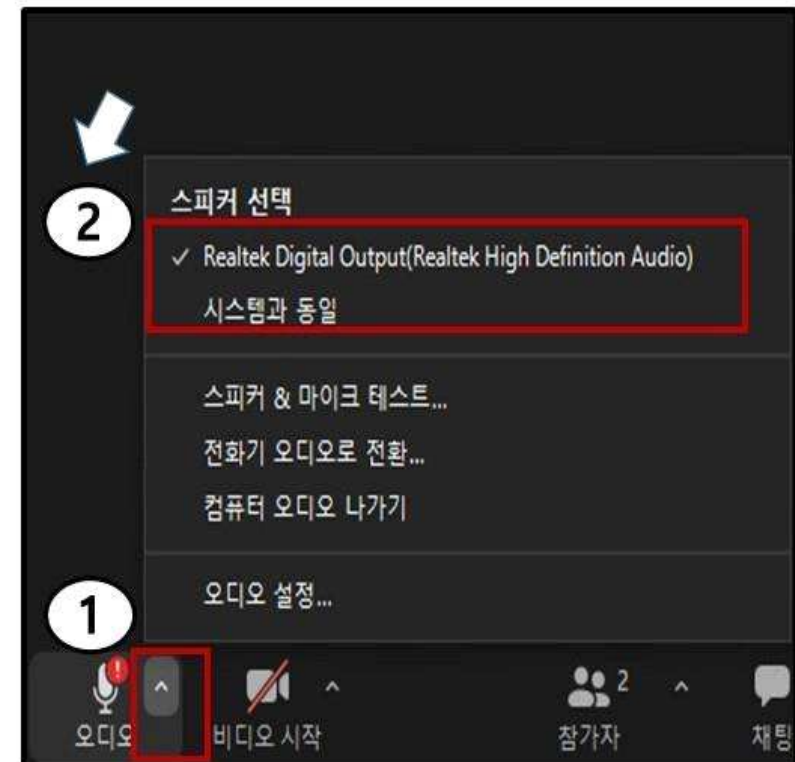 2
스피커 선택
✓ Realtek Digital Output(Realtek High Definition Audio)
시스템과 동일
스피커 & 마이크 테스트...
전화기 오디오로 전환...
컴퓨터 오디오 나가기
오디오 설정...
1
! ^ ^ 2 ^
오디오 비디오 시작 참가자 채팅